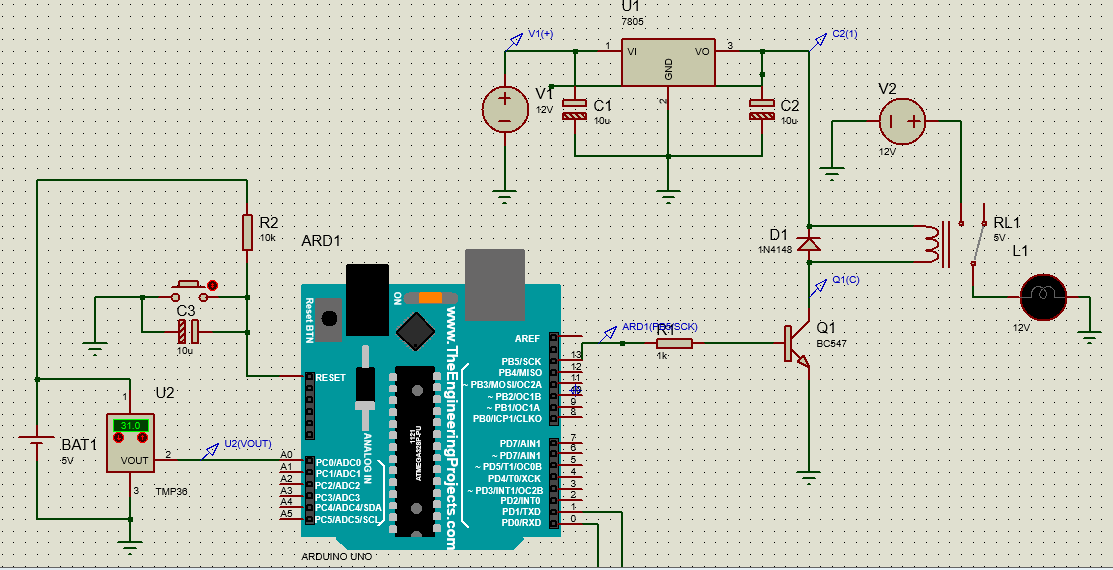 U1
7805
V1(+)
C2(1)
1
VI
VO
3
GND
2
V1
12V
C1
10u
C2
10u
V2
12V
R2
10k
ARD1
D1
1N4148
RL1
5V
L1
12V
Q1(C)
C3
10u
Reset BTN
ON
www.TheEngineeringProjects.com
ARD1(PB5/SCK)
R1
1k
Q1
BC547
RESET
AREF
PB5/SCK
13
PB4/MISO
12
~ PB3/MOSI/OC2A
11
~ PB2/OC1B
~ PB1/OC1A
9
PB0/ICP1/CLKO
8
U2
1
31.0
VOUT
2
3
TMP36
U2(VOUT)
BAT1
5V
ANALOG IN
ATMEGA328P-PU
1121
A0
PC0/ADC0
A1
PC1/ADC1
A2
PC2/ADC2
A3
PC3/ADC3
A4
PC4/ADC4/SDA
A5
PC5/ADC5/SCL
PD7/AIN1
7
~ PD7/AIN1
6
~ PD5/T1/OC0B
5
PD4/T0/XCK
4
~ PD3/INT1/OC2B
3
PD2/INT0
2
PD1/TXD
1
PD0/RXD
0
ARDUINO UNO